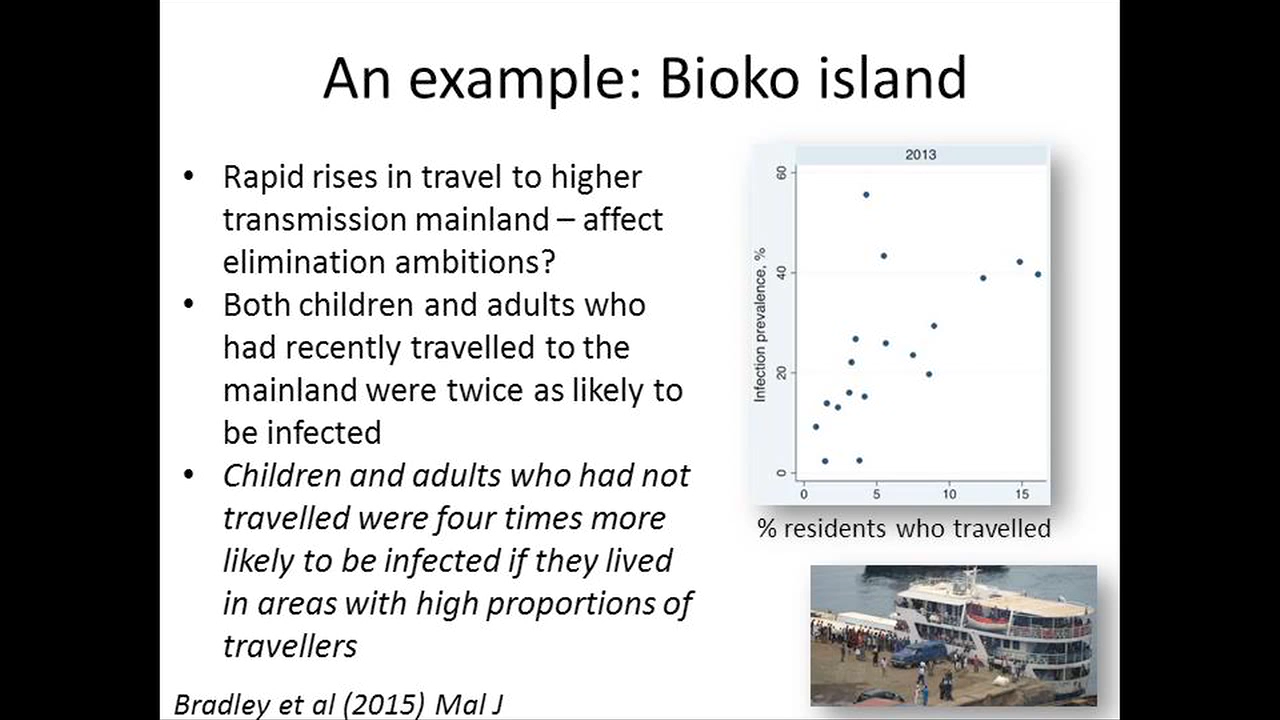 An example: Bioko island
• Rapid rises in travel to higher
transmission mainland – affect
elimination ambitions?
• Both children and adults who
had recently travelled to the
mainland were twice as likely to
be infected
• Children and adults who had not
travelled were four times more
likely to be infected if they lived
in areas with high proportions of
travellers
Bradley et al (2015) Mal J
2013
Infection prevalence, %
60
40
20
0
0 5 10 15
% residents who travelled